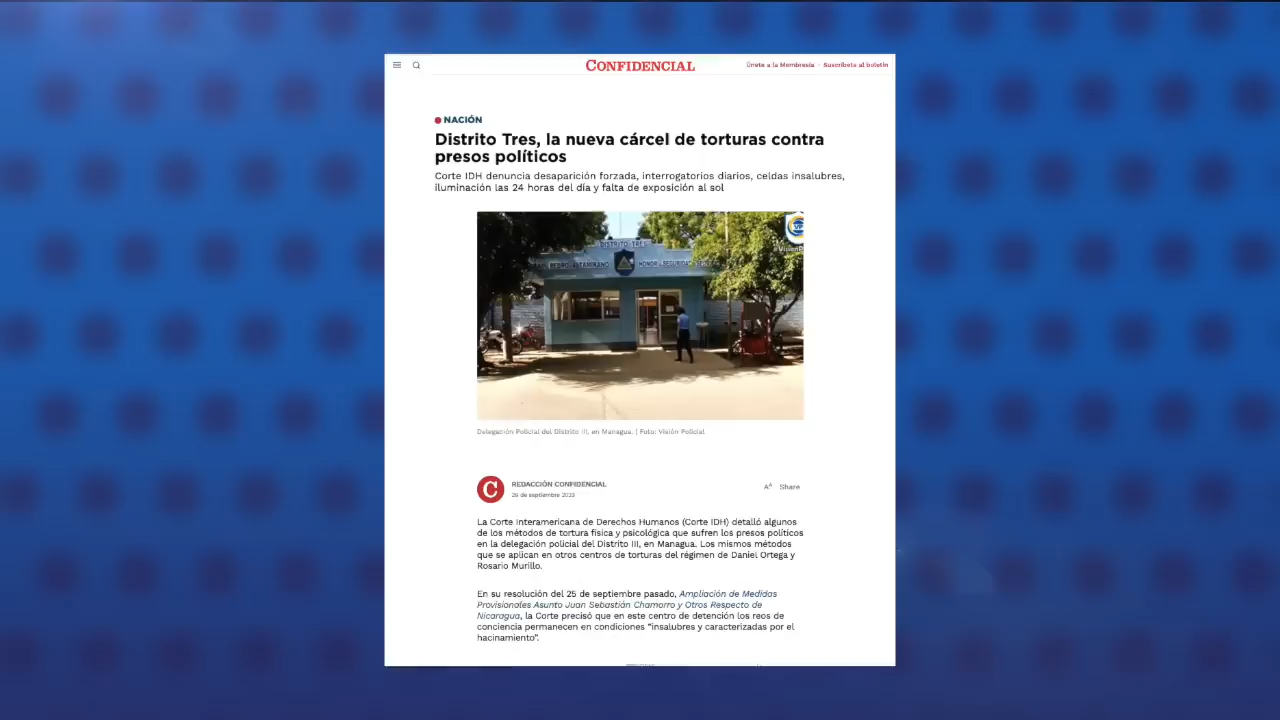 CONFIDENCIAL
Únete a la Membresía · Suscríbete al boletín
NACIÓN
Distrito Tres, la nueva cárcel de torturas contra
presos políticos
Corte IDH denuncia desaparición forzada, interrogatorios diarios, celdas insalubres,
iluminación las 24 horas del día y falta de exposición al sol
DISTRITO TRES
PEDRO ALTAMIRANO HONOR - SEGURIDAD
Delegación Policial del Distrito III, en Managua. | Foto: Visión Policial
C
REDACCIÓN CONFIDENCIAL
26 de septiembre 2023
Share
La Corte Interamericana de Derechos Humanos (Corte IDH) detalló algunos
de los métodos de tortura física y psicológica que sufren los presos políticos
en la delegación policial del Distrito III, en Managua. Los mismos métodos
que se aplican en otros centros de torturas del régimen de Daniel Ortega y
Rosario Murillo.
En su resolución del 25 de septiembre pasado, Ampliación de Medidas
Provisionales Asunto Juan Sebastián Chamorro y Otros Respecto de
Nicaragua, la Corte precisó que en este centro de detención los reos de
conciencia permanecen en condiciones “insalubres y caracterizadas por el
hacinamiento”.